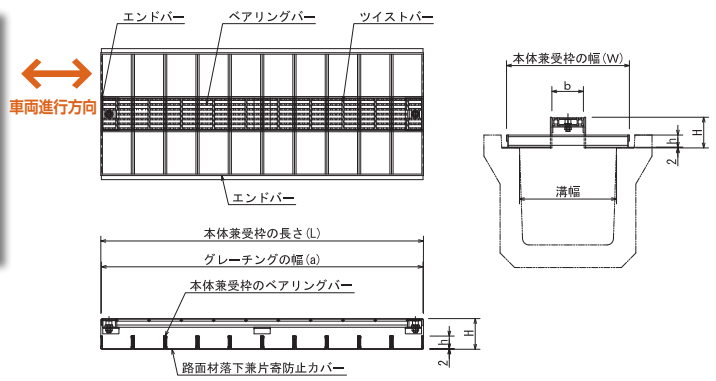 エンドバー
ベアリングバー
ツイストバー
車両進行方向
エンドバー
本体兼受枠の幅(W)
b
H
h
2
溝幅
本体兼受枠の長さ(L)
グレーチングの幅(a)
本体兼受枠のベアリングバー
H
h
2
路面材落下兼片寄防止カバー